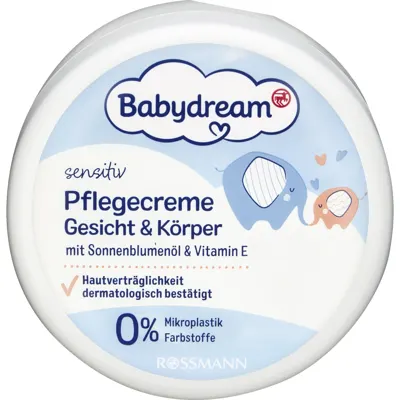 Babydream
sensitiv
Pflegecreme
Gesicht & Körper
mit Sonnenblumenöl & Vitamin E
Hautverträglichkeit
dermatologisch bestätigt
0% Mikroplastik
Farbstoffe
ROSSMANN